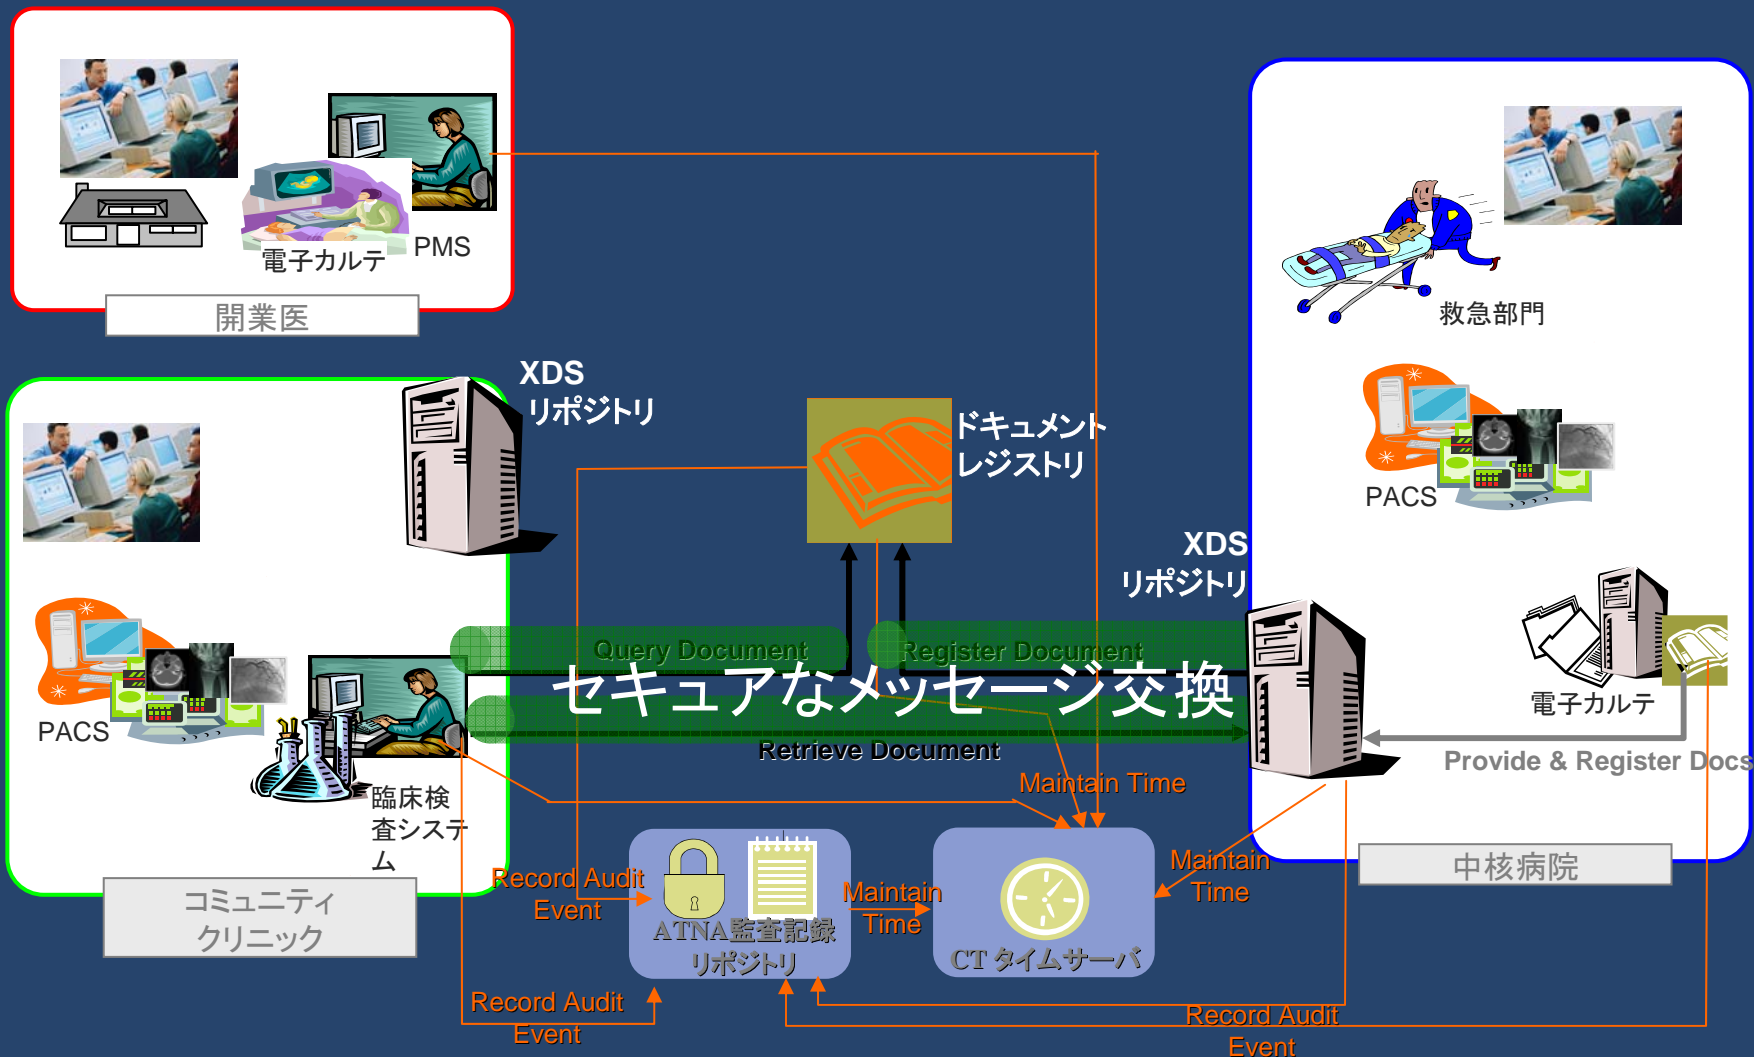 電子カルテ
PMS
開業医
XDS
リポジトリ
ドキュメント
レジストリ
救急部門
PACS
XDS
リポジトリ
電子カルテ
Provide & Register Docs
中核病院
Query Document
Register Document
セキュアなメッセージ交換
Retrieve Document
PACS
臨床検
査システ
ム
コミュニティ
クリニック
Maintain Time
Record Audit
Event
Maintain
Time
Maintain
Time
ATNA監査記録
リポジトリ
CT タイムサーバ
Record Audit
Event
Record Audit
Event